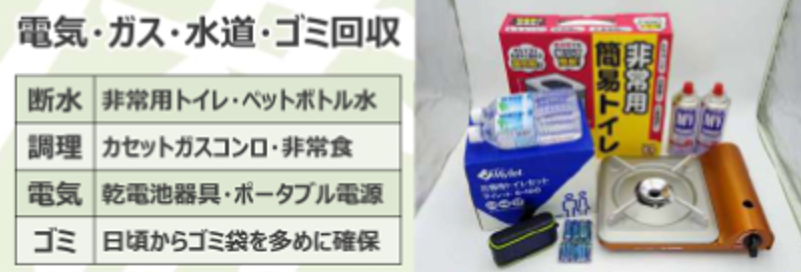 電気・ガス・水道・ゴミ回収
断水 非常用トイレ・ペットボトル水
調理 カセットガスコンロ・非常食
電気 乾電池器具・ポータブル電源
ゴミ 日頃からゴミ袋を多めに確保
非常用
簡易トイレ
Mylet
MY
MY